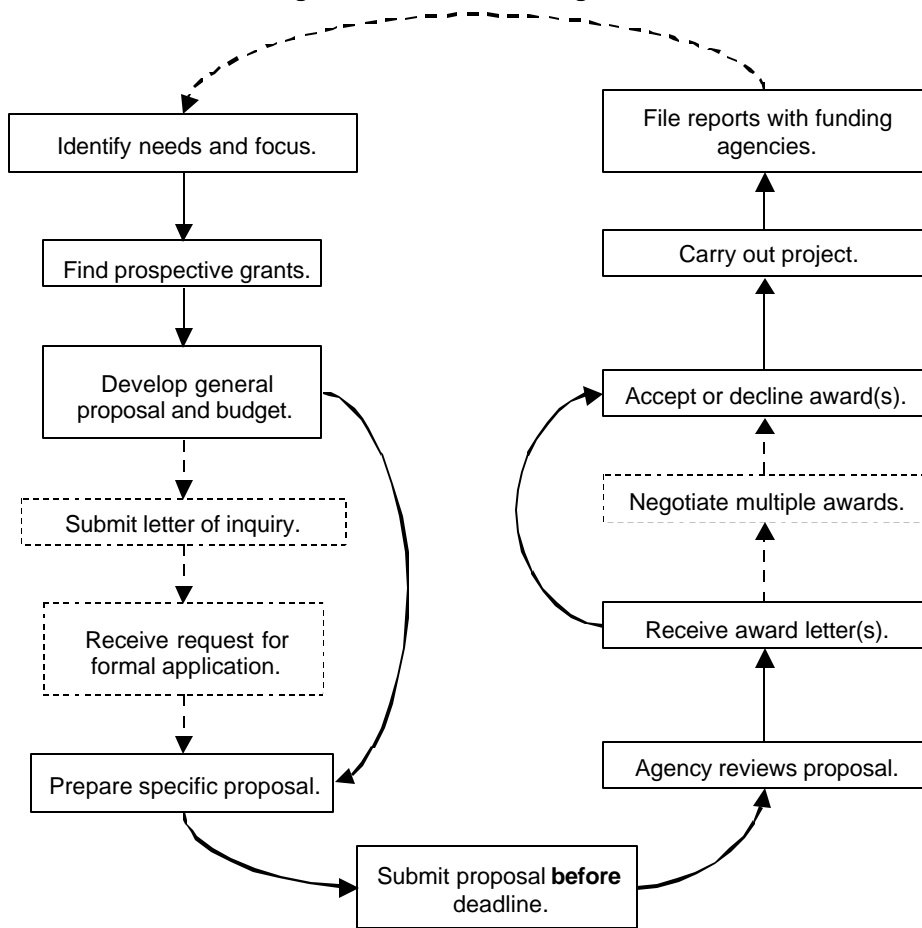 Identify needs and focus.
Find prospective grants.
Develop general
proposal and budget.
Submit letter of inquiry.
Receive request for
formal application.
Prepare specific proposal.
Submit proposal before
deadline.
Agency reviews proposal.
Receive award letter(s).
Negotiate multiple awards.
Accept or decline award(s).
Carry out project.
File reports with funding
agencies.